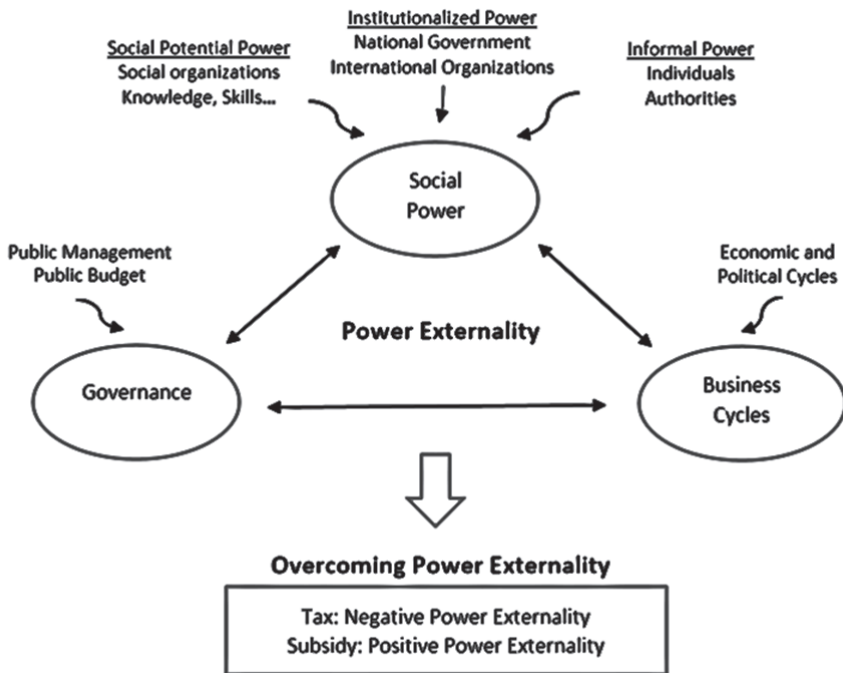 Institutionalized Power
National Government
International Organizations
Social Potential Power
Social organizations
Knowledge, Skills...
Informal Power
Individuals
Authorities
Social
Power
Public Management
Public Budget
Economic and
Political Cycles
Power Externality
Governance
Business
Cycles
Overcoming Power Externality
Tax: Negative Power Externality
Subsidy: Positive Power Externality